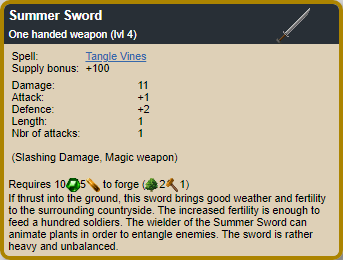 Summer Sword
One handed weapon (lvl 4)
Spell: Tangle Vines
Supply bonus: +100
Damage: 11
Attack: +1
Defence: +2
Length: 1
Nbr of attacks: 1
(Slashing Damage, Magic weapon)
Requires 10 5 to forge ( 2 1)
If thrust into the ground, this sword brings good weather and fertility
to the surrounding countryside. The increased fertility is enough to
feed a hundred soldiers. The wielder of the Summer Sword can
animate plants in order to entangle enemies. The sword is rather
heavy and unbalanced.